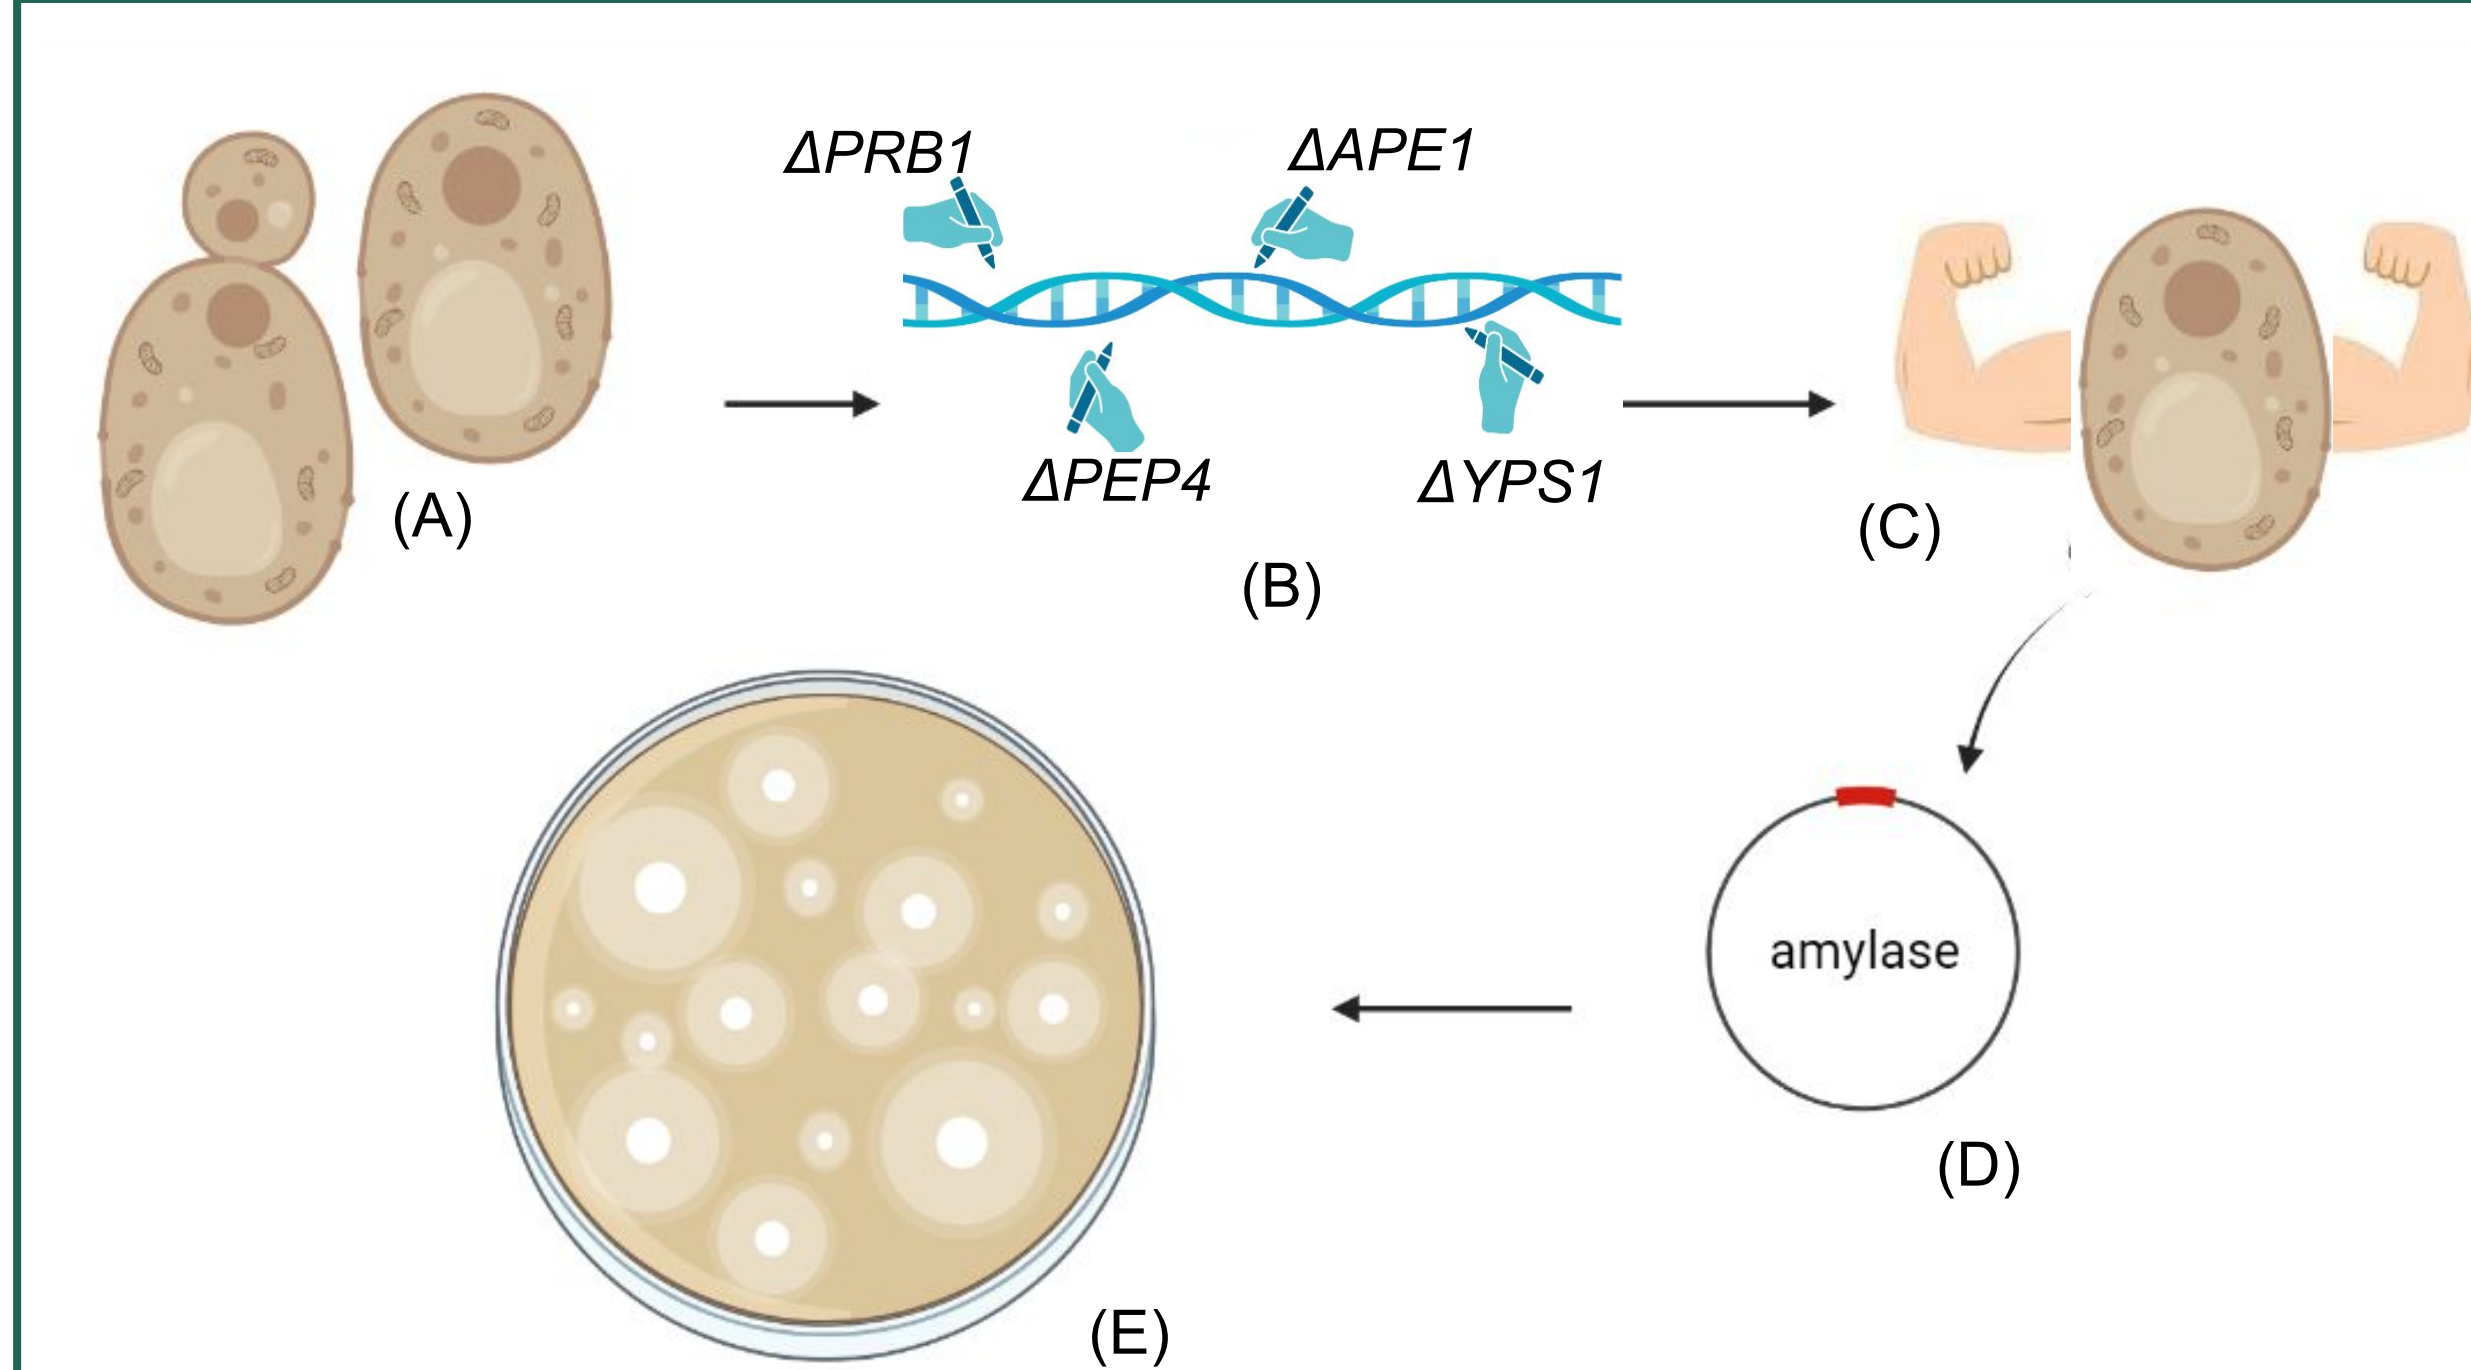 ΔPRB1
ΔAPE1
ΔPEP4
ΔYPS1
(A)
(B)
(C)
amylase
(D)
(E)